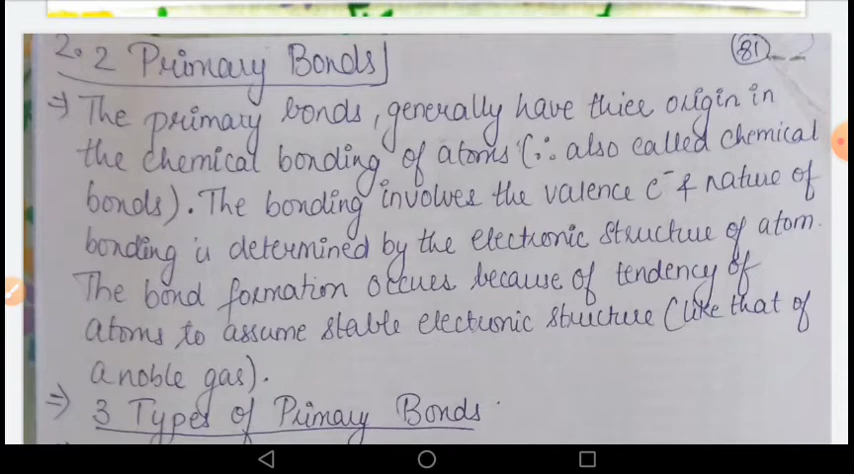 2.2 Primary Bonds
81
⇒ The primary bonds, generally have thier origin in
the chemical bonding of atoms (∴ also called chemical
bonds). The bonding involves the valence e⁻ & nature of
bonding is determined by the electronic structure of atom.
The bond formation occurs because of tendency of
atoms to assume stable electronic structure (like that of
a noble gas).
⇒ 3 Types of Primary Bonds